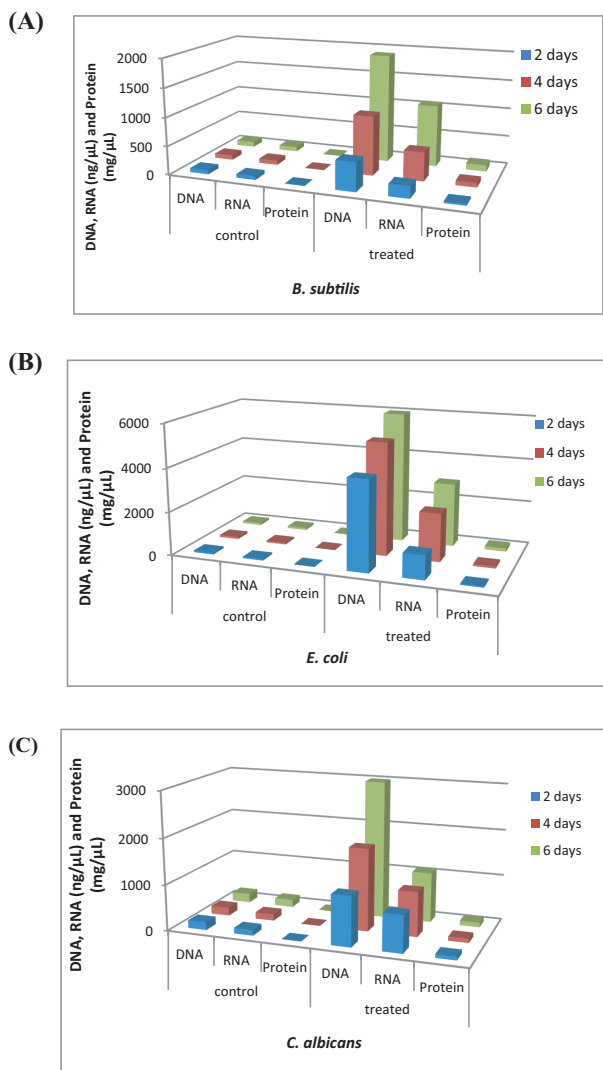 (A)
DNA, RNA (ng/µL) and Protein
(mg/µL)
2000
1500
1000
500
0
2 days
4 days
6 days
DNA RNA Protein DNA RNA Protein
control treated
B. subtilis
(B)
DNA, RNA (ng/µL) and Protein
(mg/µL)
6000
4000
2000
0
2 days
4 days
6 days
DNA RNA Protein DNA RNA Protein
control treated
E. coli
(C)
DNA, RNA (ng/µL) and Protein
(mg/µL)
3000
2000
1000
0
2 days
4 days
6 days
DNA RNA Protein DNA RNA Protein
control treated
C. albicans